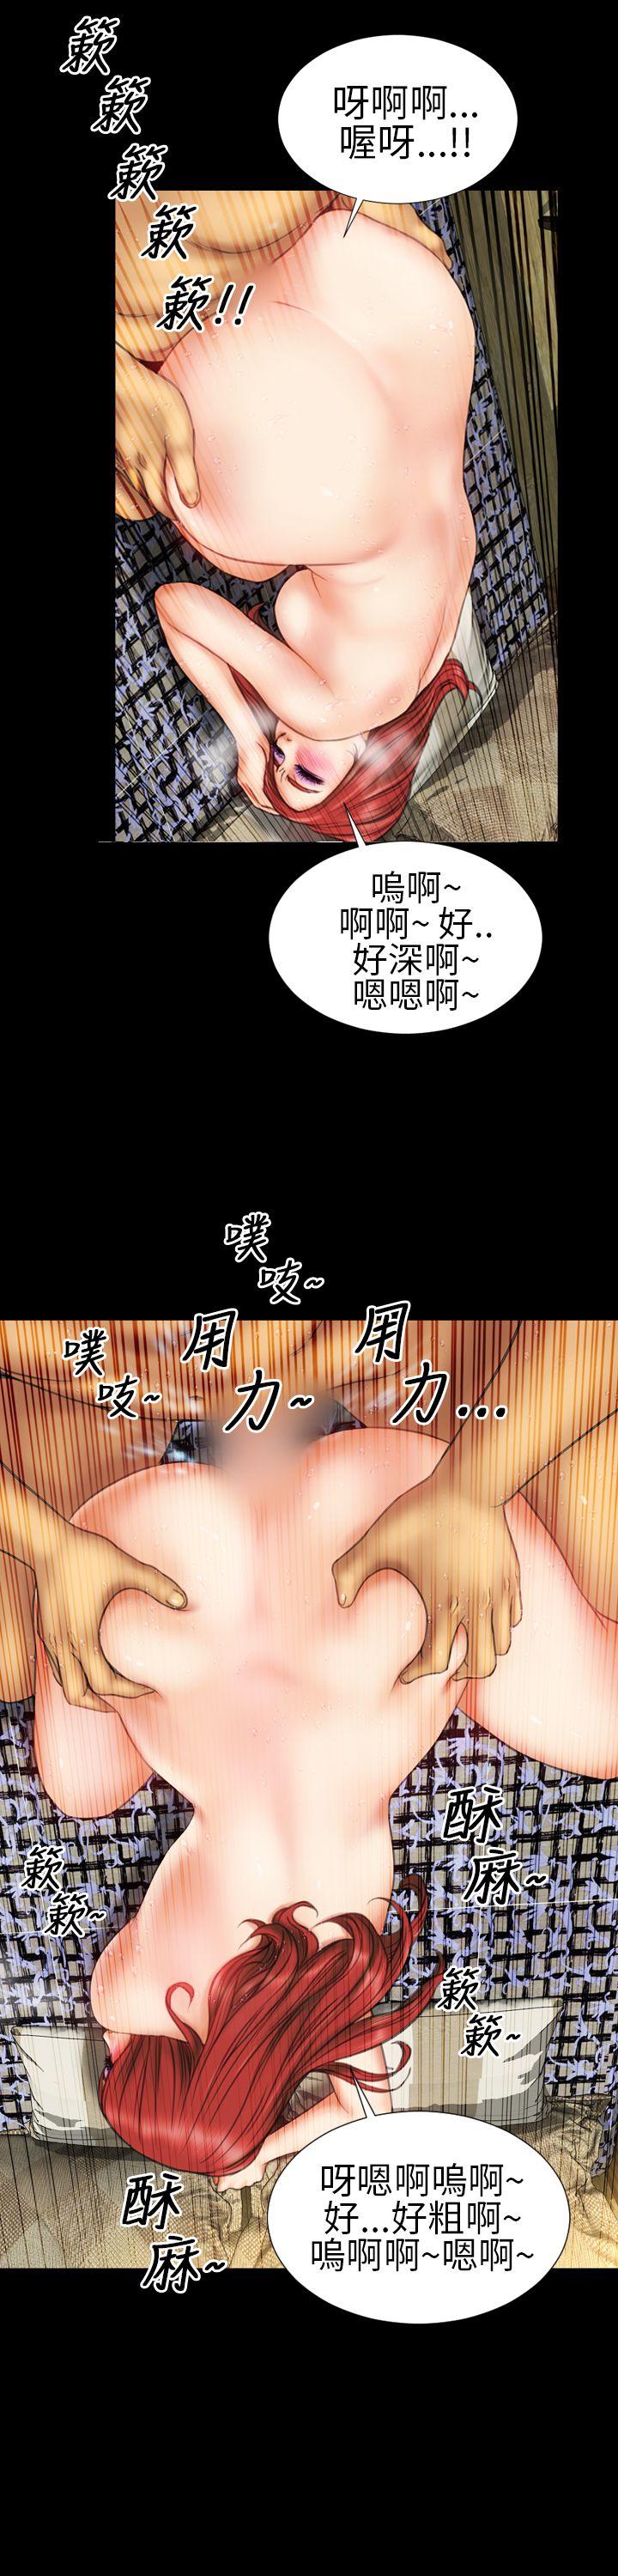 簌
簌
簌
簌
簌!!
呀啊啊...
喔呀...!!
嗚啊~
啊啊~ 好..
好深啊~
嗯嗯啊~
噗
吱~
噗
吱~
用
力~
用
力...
酥
麻~
簌
簌~
簌
簌~
酥
麻~
呀嗯啊嗚啊~
好...好粗啊~
嗚啊啊~嗯啊~